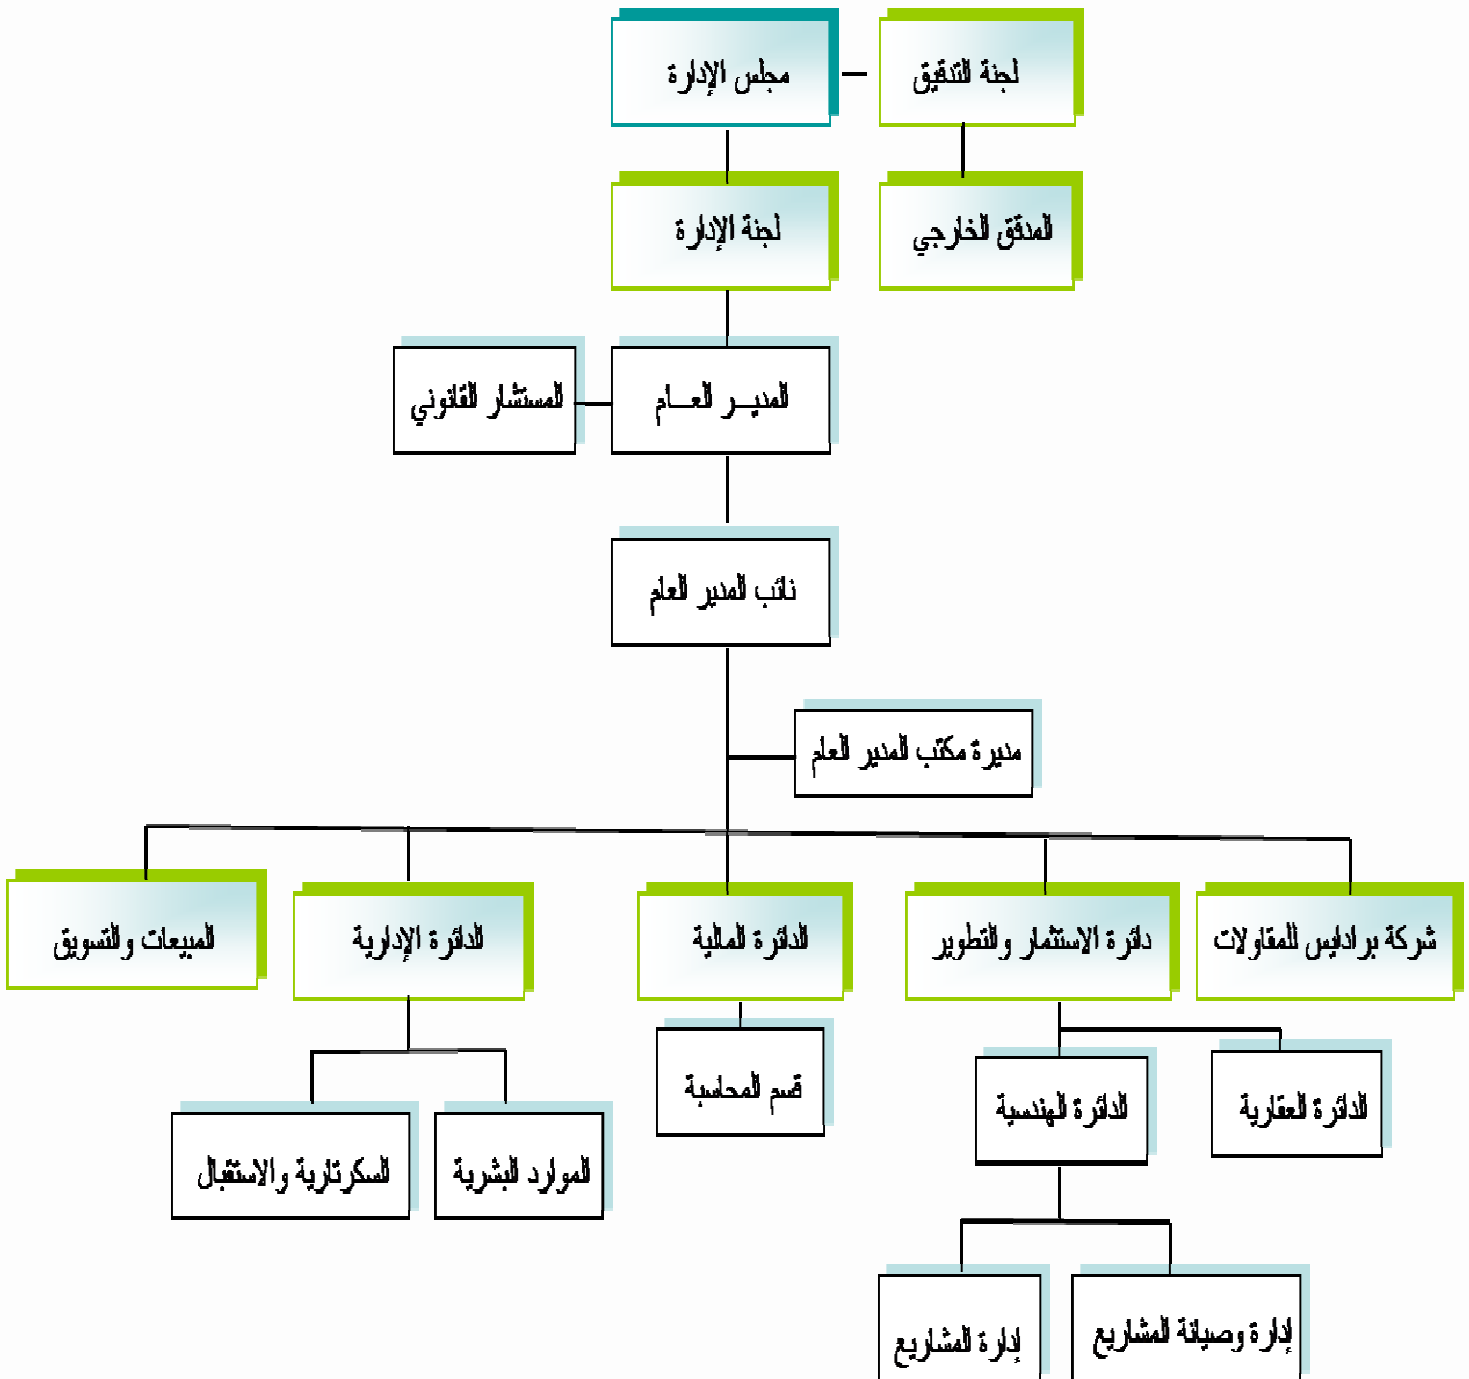 لجنة التدقيق
مجلس الإدارة
المدقق الخارجي
لجنة الإدارة
المديــر العــام
المستشار القانوني
نائب المدير العام
مديرة مكتب المدير العام
شركة برادايس للمقاولات
دائرة الاستثمار والتطوير
الدائرة المالية
الدائرة الإدارية
المبيعات والتسويق
الدائرة العقارية
الدائرة الهندسية
قسم المحاسبة
الموارد البشرية
السكرتارية والاستقبال
إدارة وصيانة المشاريع
إدارة المشاريع